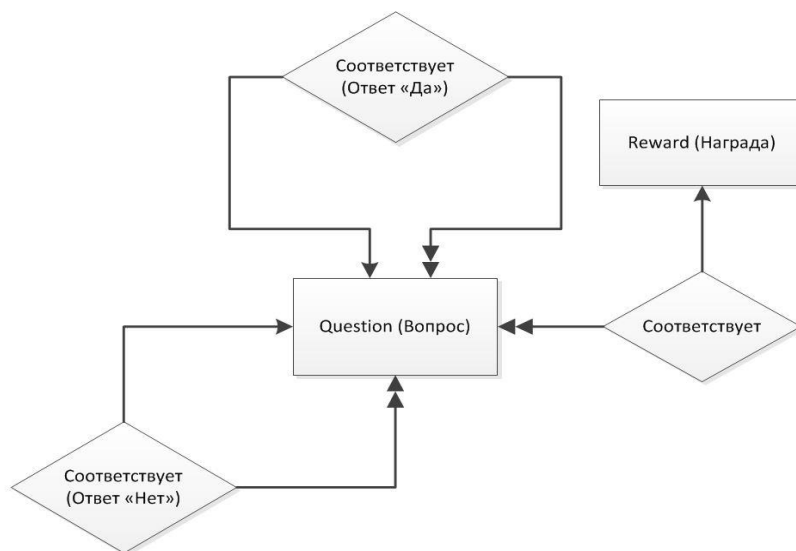 Соответствует
(Ответ «Да»)
Reward (Награда)
Question (Вопрос)
Соответствует
Соответствует
(Ответ «Нет»)